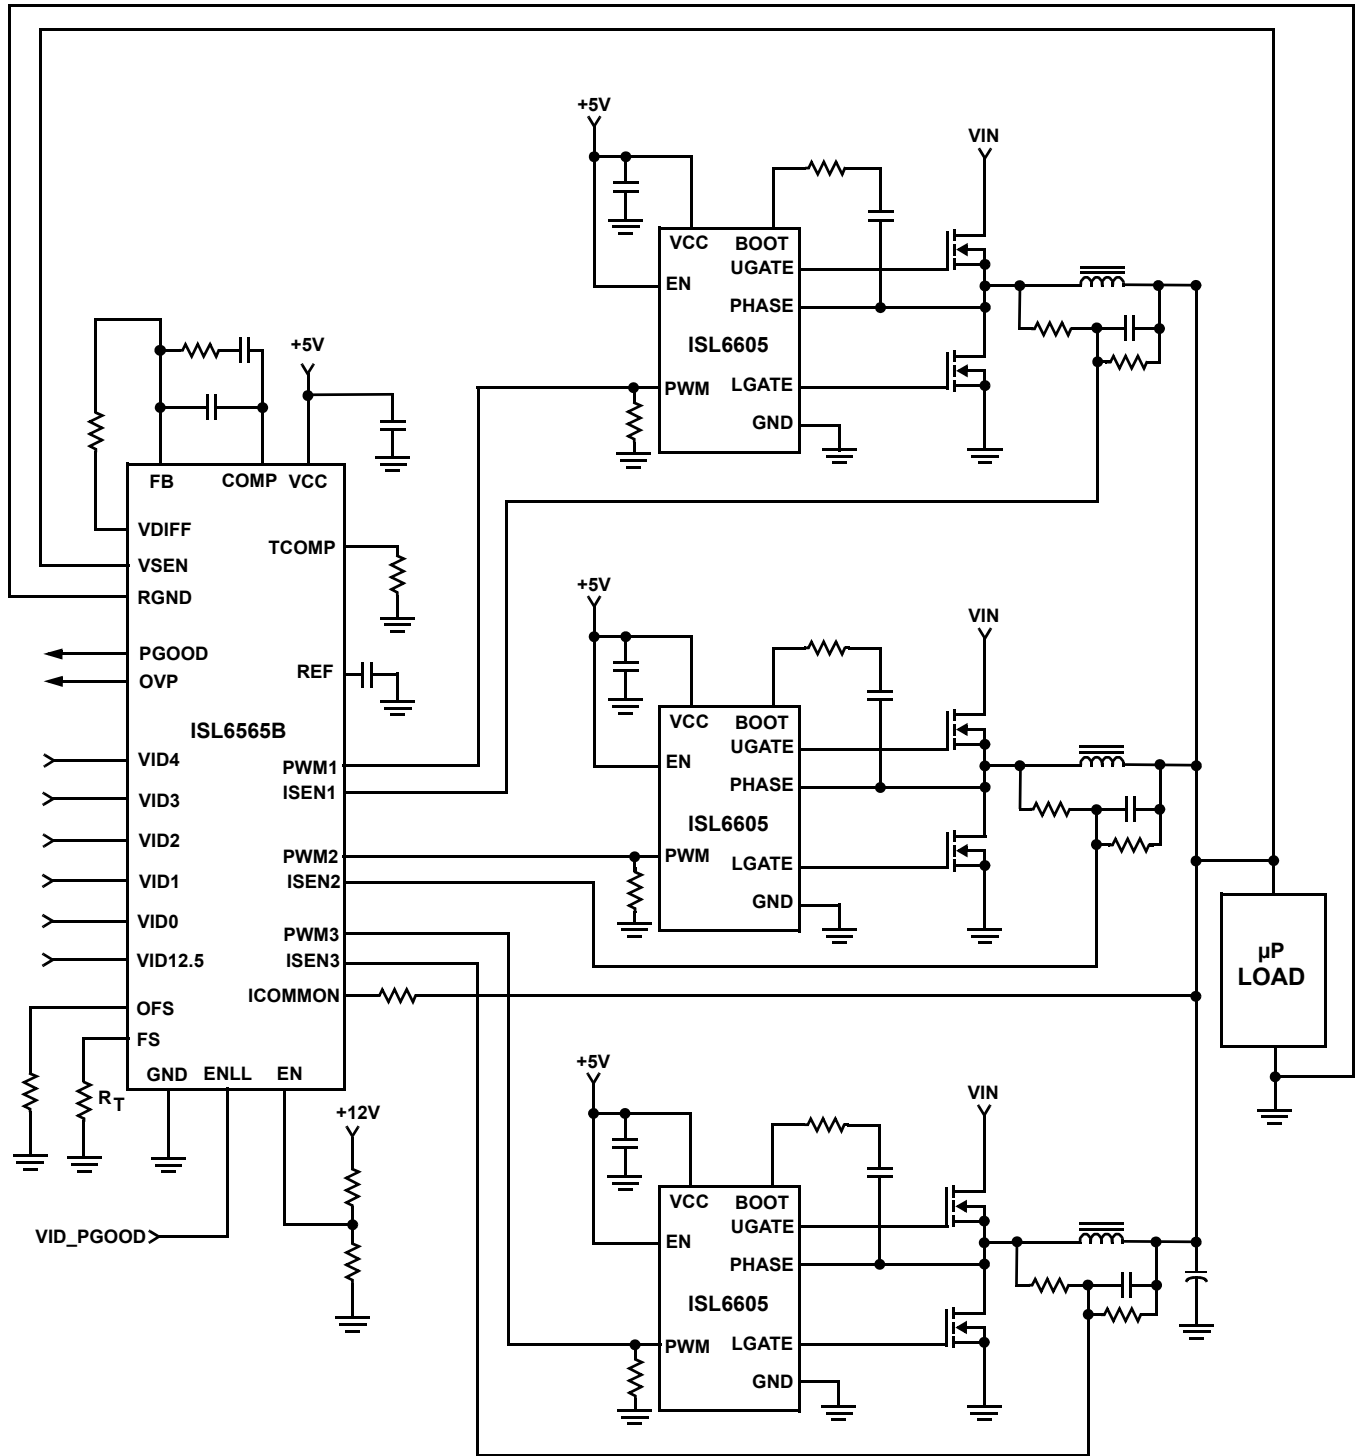 +5V
VIN
VCC
BOOT
UGATE
EN
PHASE
ISL6605
PWM
LGATE
GND
+5V
FB
COMP
VCC
VDIFF
TCOMP
VSEN
RGND
PGOOD
REF
OVP
ISL6565B
VID4
PWM1
ISEN1
VID3
VID2
PWM2
VID1
ISEN2
VID0
PWM3
VID12.5
ISEN3
ICOMMON
OFS
FS
GND
ENLL
EN
RT
+12V
VID_PGOOD
+5V
VIN
VCC
BOOT
UGATE
EN
PHASE
ISL6605
PWM
LGATE
GND
µP
LOAD
+5V
VIN
VCC
BOOT
UGATE
EN
PHASE
ISL6605
PWM
LGATE
GND